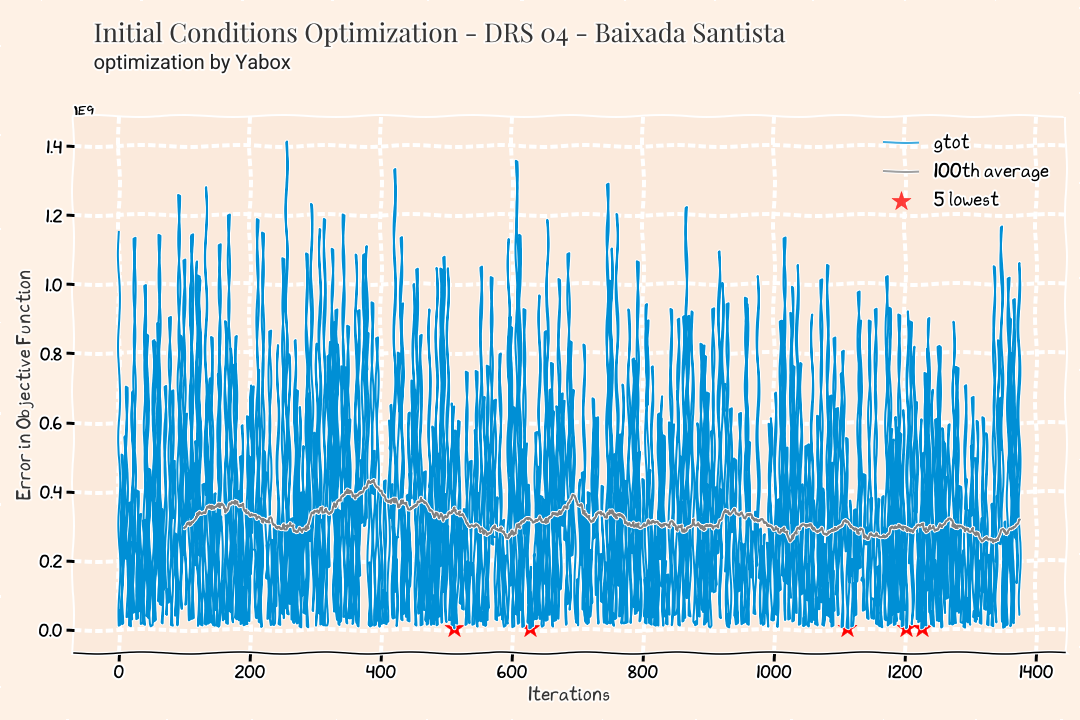 Initial Conditions Optimization - DRS 04 - Baixada Santista
optimization by Yabox
1E9
1.4
1.2
1.0
0.8
0.6
0.4
0.2
0.0
Error in Objective Function
gtot
100th average
5 lowest
0 200 400 600 800 1000 1200 1400
Iterations